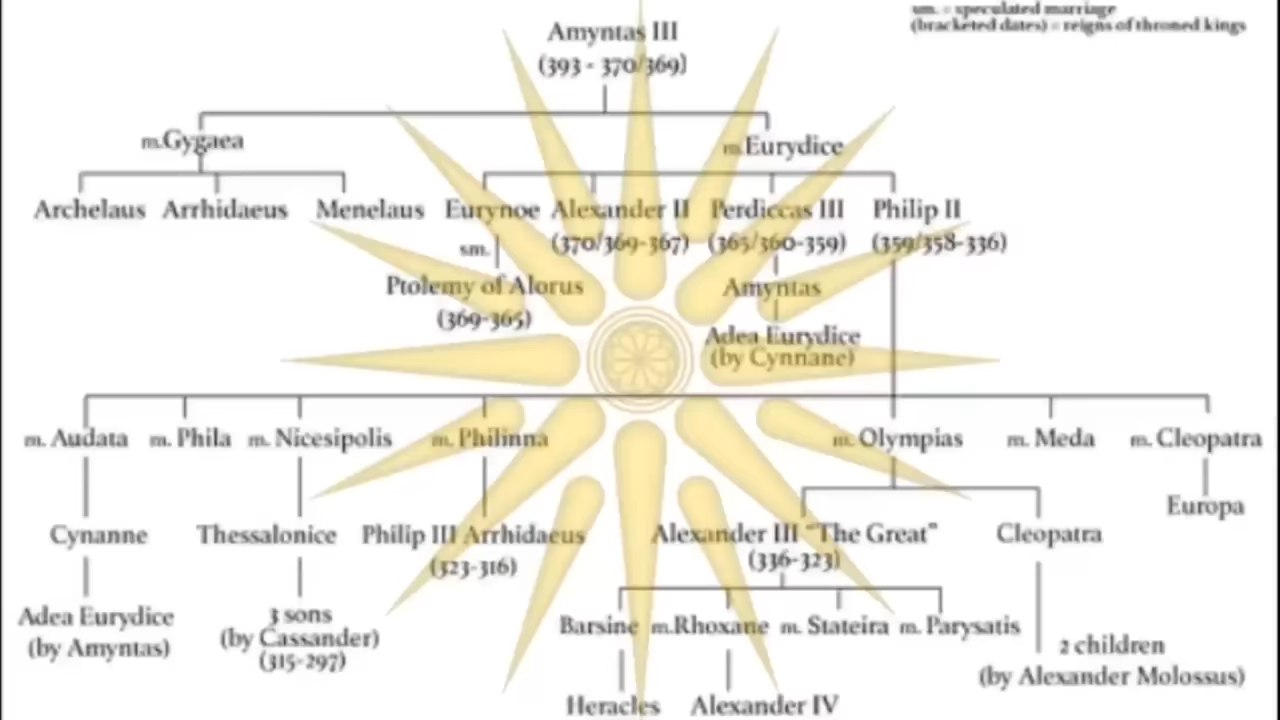 sm. = speculated marriage
(bracketed dates) = reigns of throned kings
Amyntas III
(393 - 370/369)
m.Gygaea
m.Eurydice
Archelaus Arrhidaeus Menelaus Eurynoe Alexander II Perdiccas III Philip II
(370/369-367) (365/360-359) (359/358-336)
sm.
Ptolemy of Alorus
(369-365)
Amyntas
Adea Eurydice
(by Cynnane)
m. Audata m. Phila m. Nicesipolis m. Philinna m. Olympias m. Meda m. Cleopatra
Europa
Cynanne Thessalonice Philip III Arrhidaeus Alexander III "The Great" Cleopatra
(323-316)
(336-323)
Adea Eurydice
(by Amyntas)
3 sons
(by Cassander)
(315-297)
Barsine m.Rhoxane m. Stateira m. Parysatis
2 children
(by Alexander Molossus)
Heracles Alexander IV